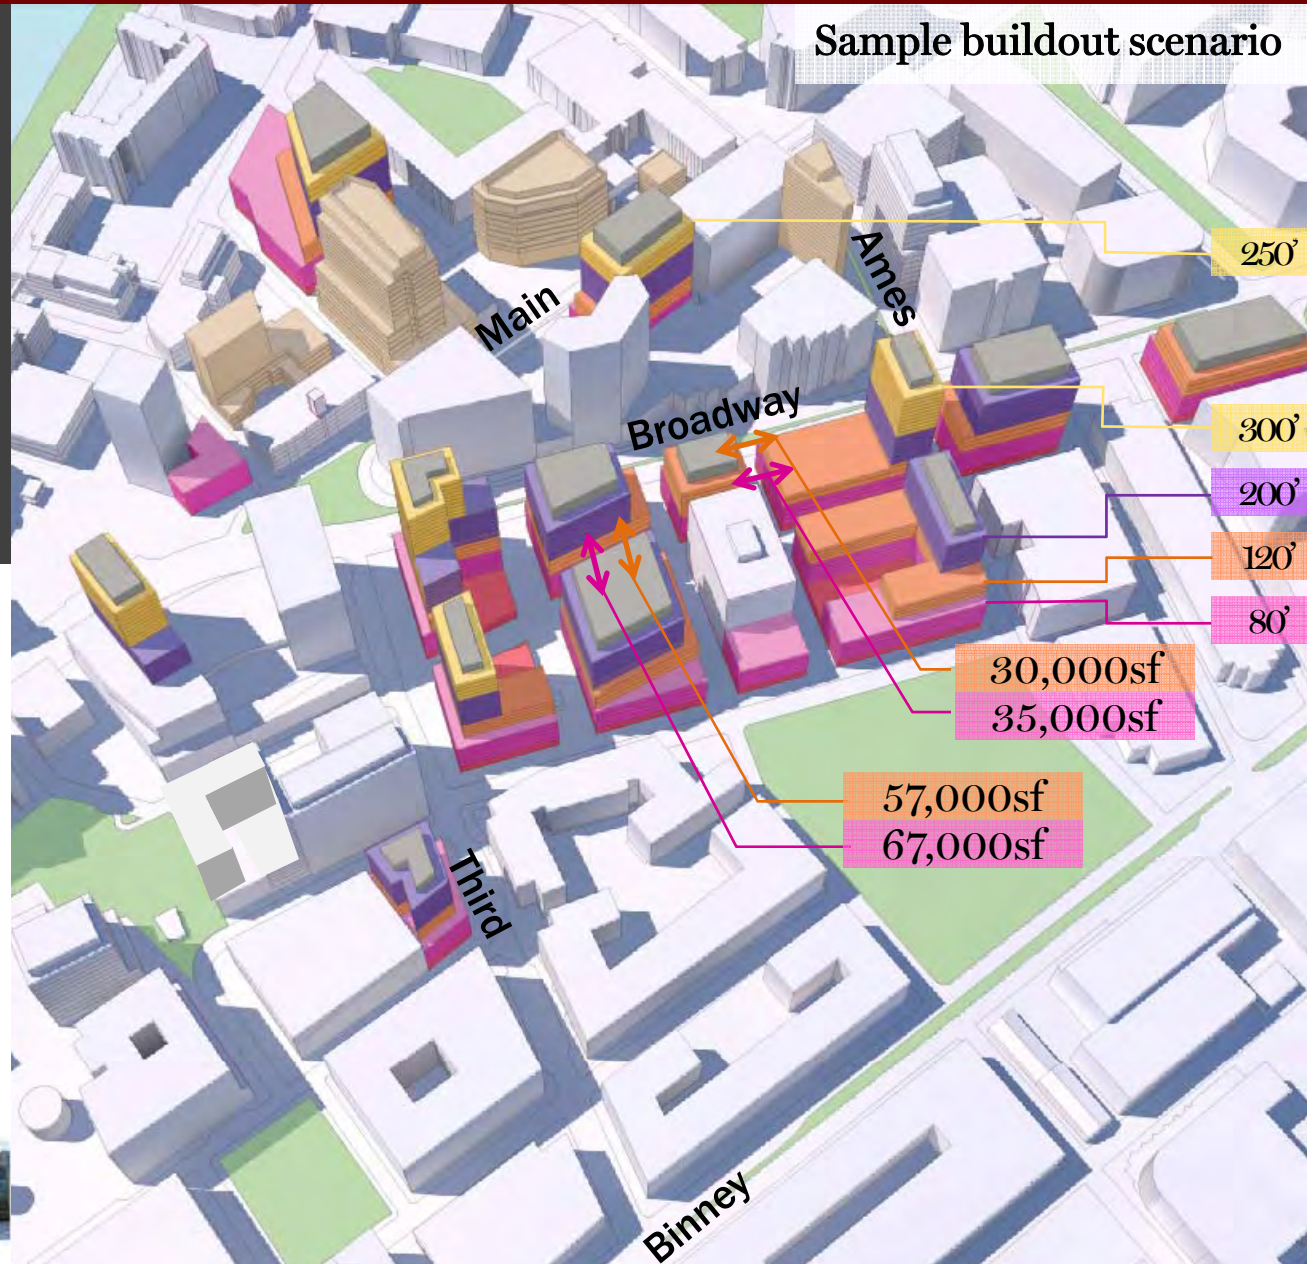 Sample buildout scenario
250’
Ames
Main
300’
Broadway
200’
120’
80’
30,000sf
35,000sf
57,000sf
67,000sf
Third
Binney